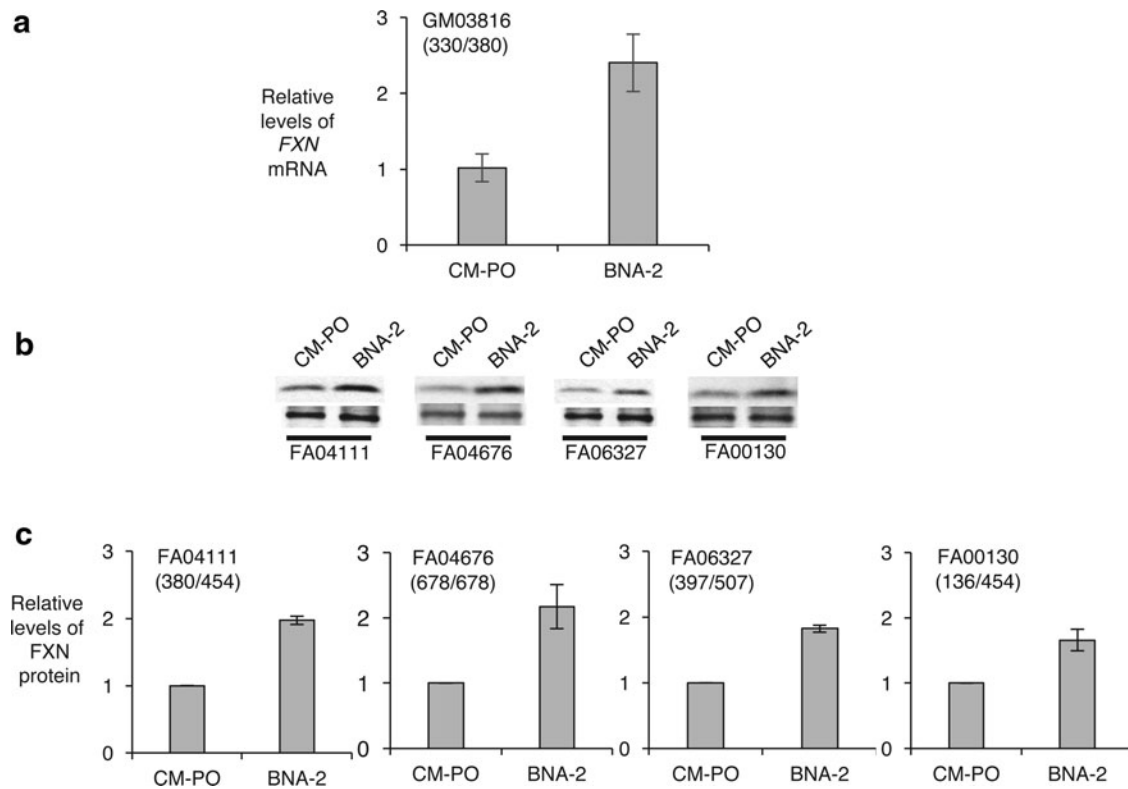 a
GM03816
(330/380)
Relative
levels of
FXN
mRNA
3
2
1
0
CM-PO
BNA-2
b
CM-PO
BNA-2
CM-PO
BNA-2
CM-PO
BNA-2
CM-PO
BNA-2
FA04111
FA04676
FA06327
FA00130
c
Relative
levels of
FXN
protein
FA04111
(380/454)
3
2
1
0
CM-PO
BNA-2
FA04676
(678/678)
3
2
1
0
CM-PO
BNA-2
FA06327
(397/507)
3
2
1
0
CM-PO
BNA-2
FA00130
(136/454)
3
2
1
0
CM-PO
BNA-2